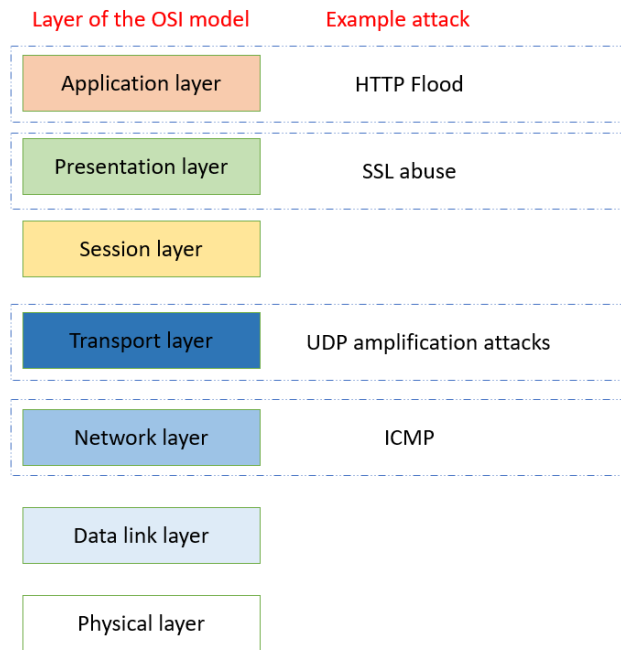 Layer of the OSI model Example attack
Application layer HTTP Flood
Presentation layer SSL abuse
Session layer
Transport layer UDP amplification attacks
Network layer ICMP
Data link layer
Physical layer